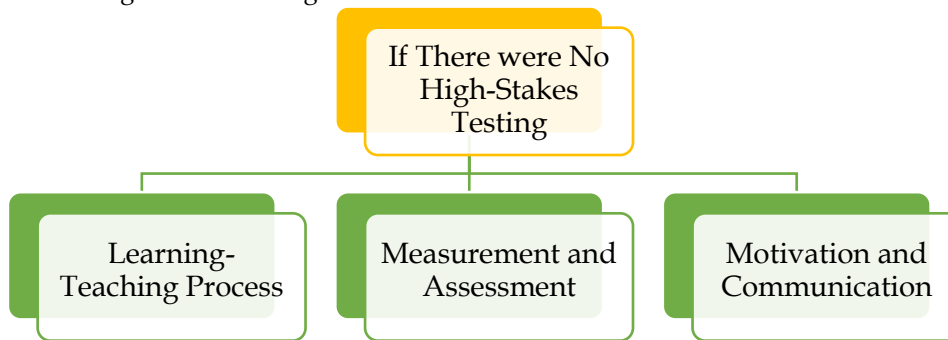 If There were No
High-Stakes
Testing
Learning-
Teaching Process
Measurement and
Assessment
Motivation and
Communication